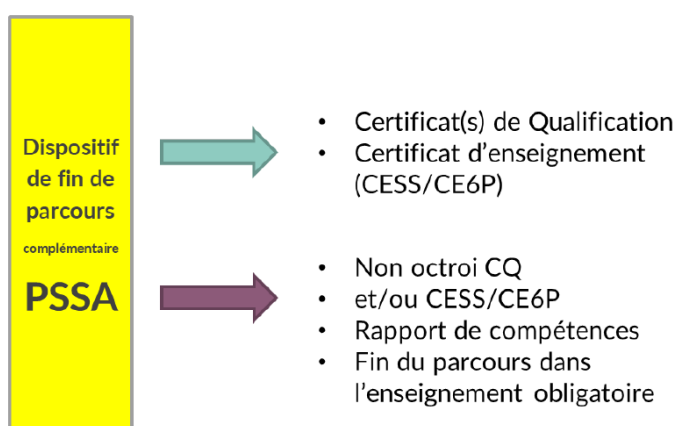 Dispositif
de fin de
parcours
complémentaire
PSSA
• Certificat(s) de Qualification
• Certificat d'enseignement
(CESS/CE6P)
• Non octroi CQ
• et/ou CESS/CE6P
• Rapport de compétences
• Fin du parcours dans
l'enseignement obligatoire